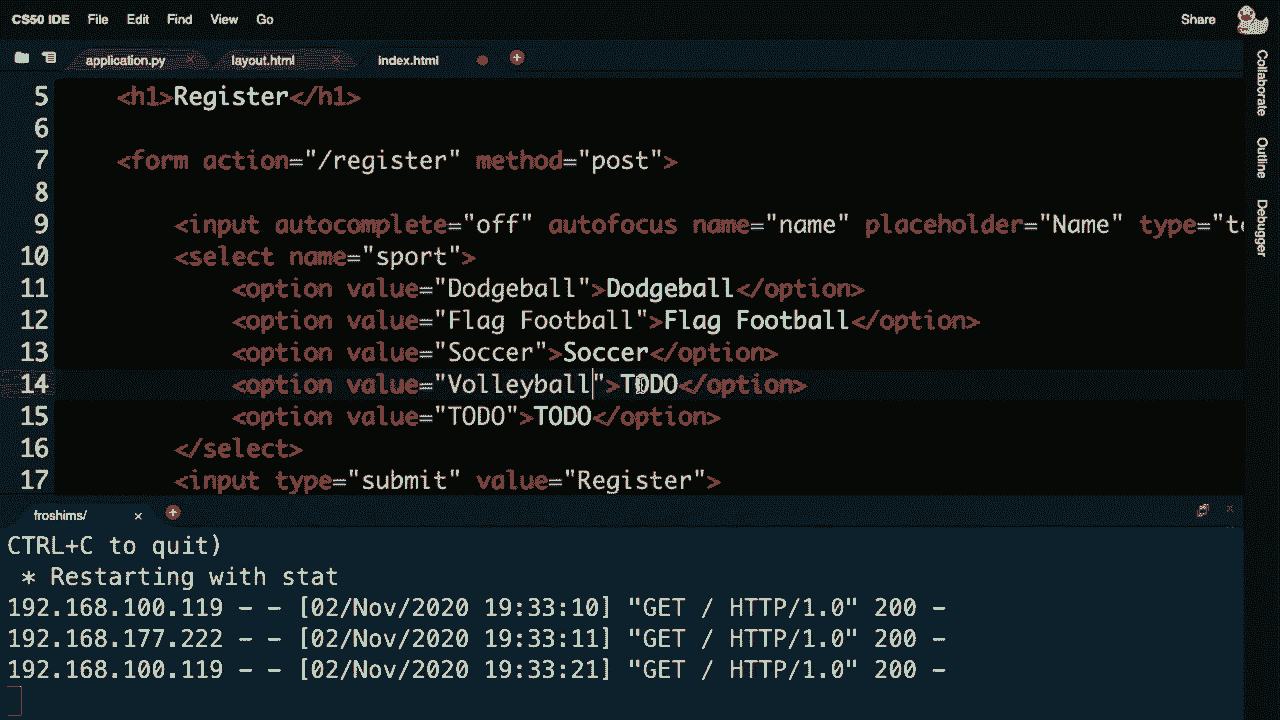 CS50 IDE File Edit Find View Go Share
application.py layout.html index.html
5 <h1>Register</h1>
6
7 <form action="/register" method="post">
8
9 <input autocomplete="off" autofocus name="name" placeholder="Name" type="te
10 <select name="sport">
11 <option value="Dodgeball">Dodgeball</option>
12 <option value="Flag Football">Flag Football</option>
13 <option value="Soccer">Soccer</option>
14 <option value="Volleyball">TODO</option>
15 <option value="TODO">TODO</option>
16 </select>
17 <input type="submit" value="Register">
Collaborate
Outline
Debugger
froshims/
CTRL+C to quit)
* Restarting with stat
192.168.100.119 - - [02/Nov/2020 19:33:10] "GET / HTTP/1.0" 200 -
192.168.177.222 - - [02/Nov/2020 19:33:11] "GET / HTTP/1.0" 200 -
192.168.100.119 - - [02/Nov/2020 19:33:21] "GET / HTTP/1.0" 200 -